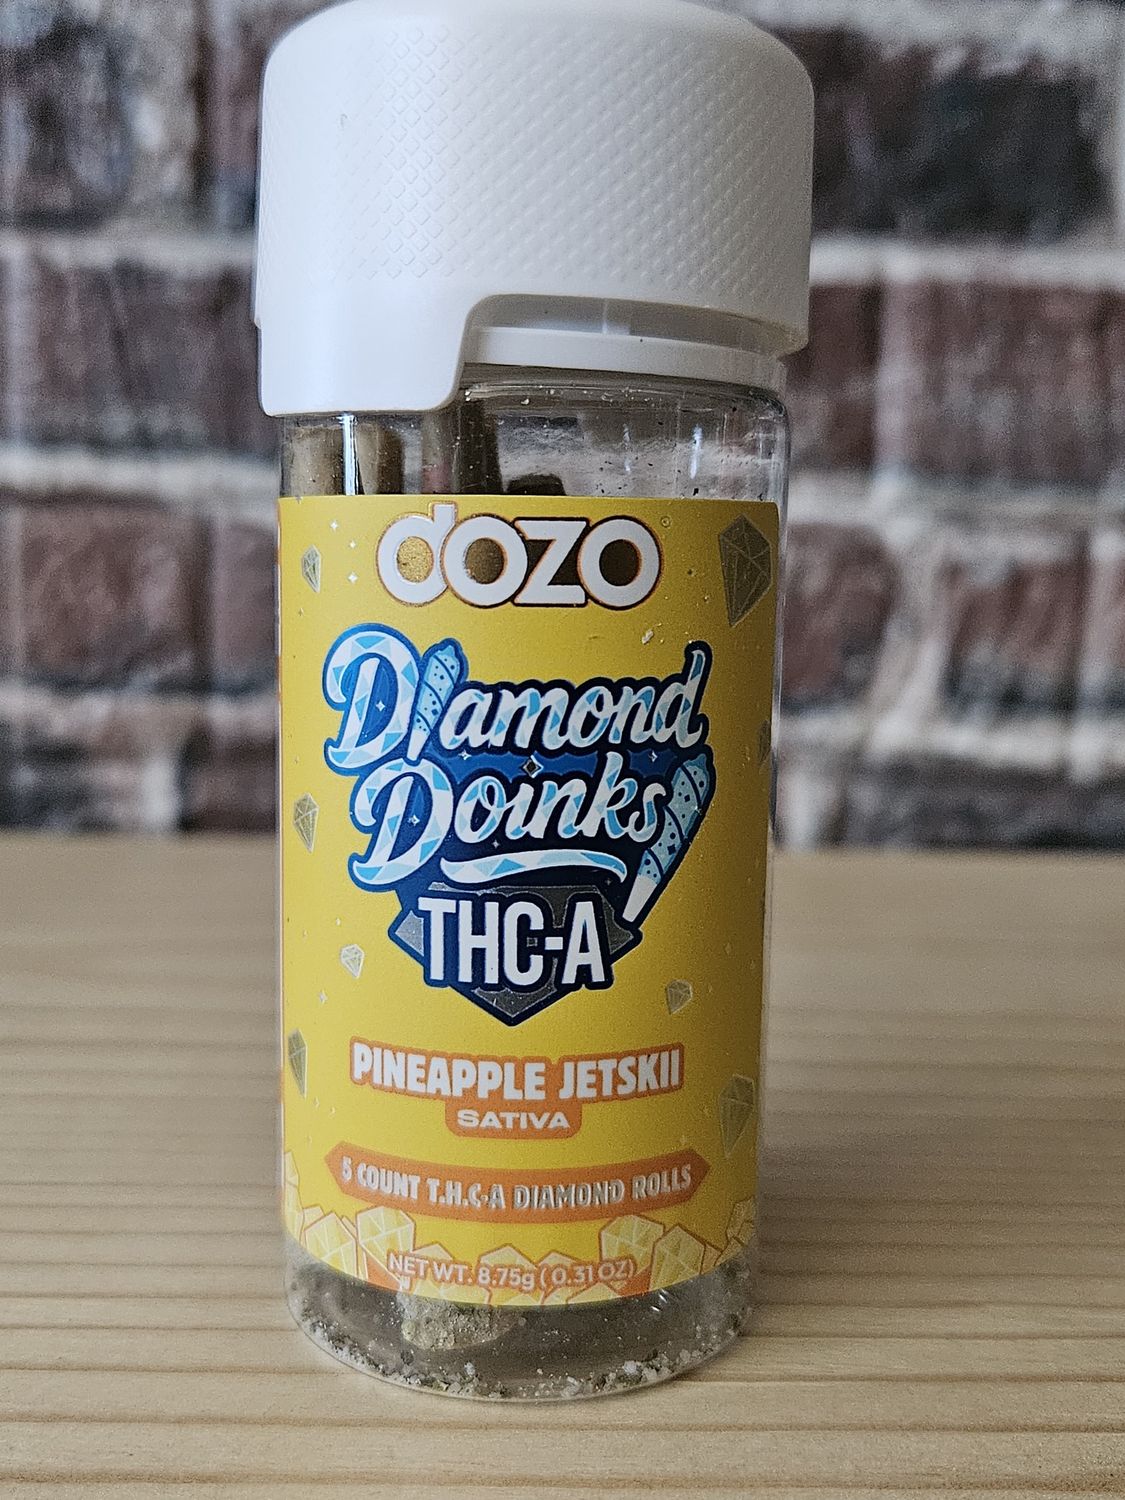 dozo
Diamond
Doinks
THC-A
PINEAPPLE JETSKII
SATIVA
5 COUNT T.H.C-A DIAMOND ROLLS
NET WT. 8.75g ( 0.31 OZ)